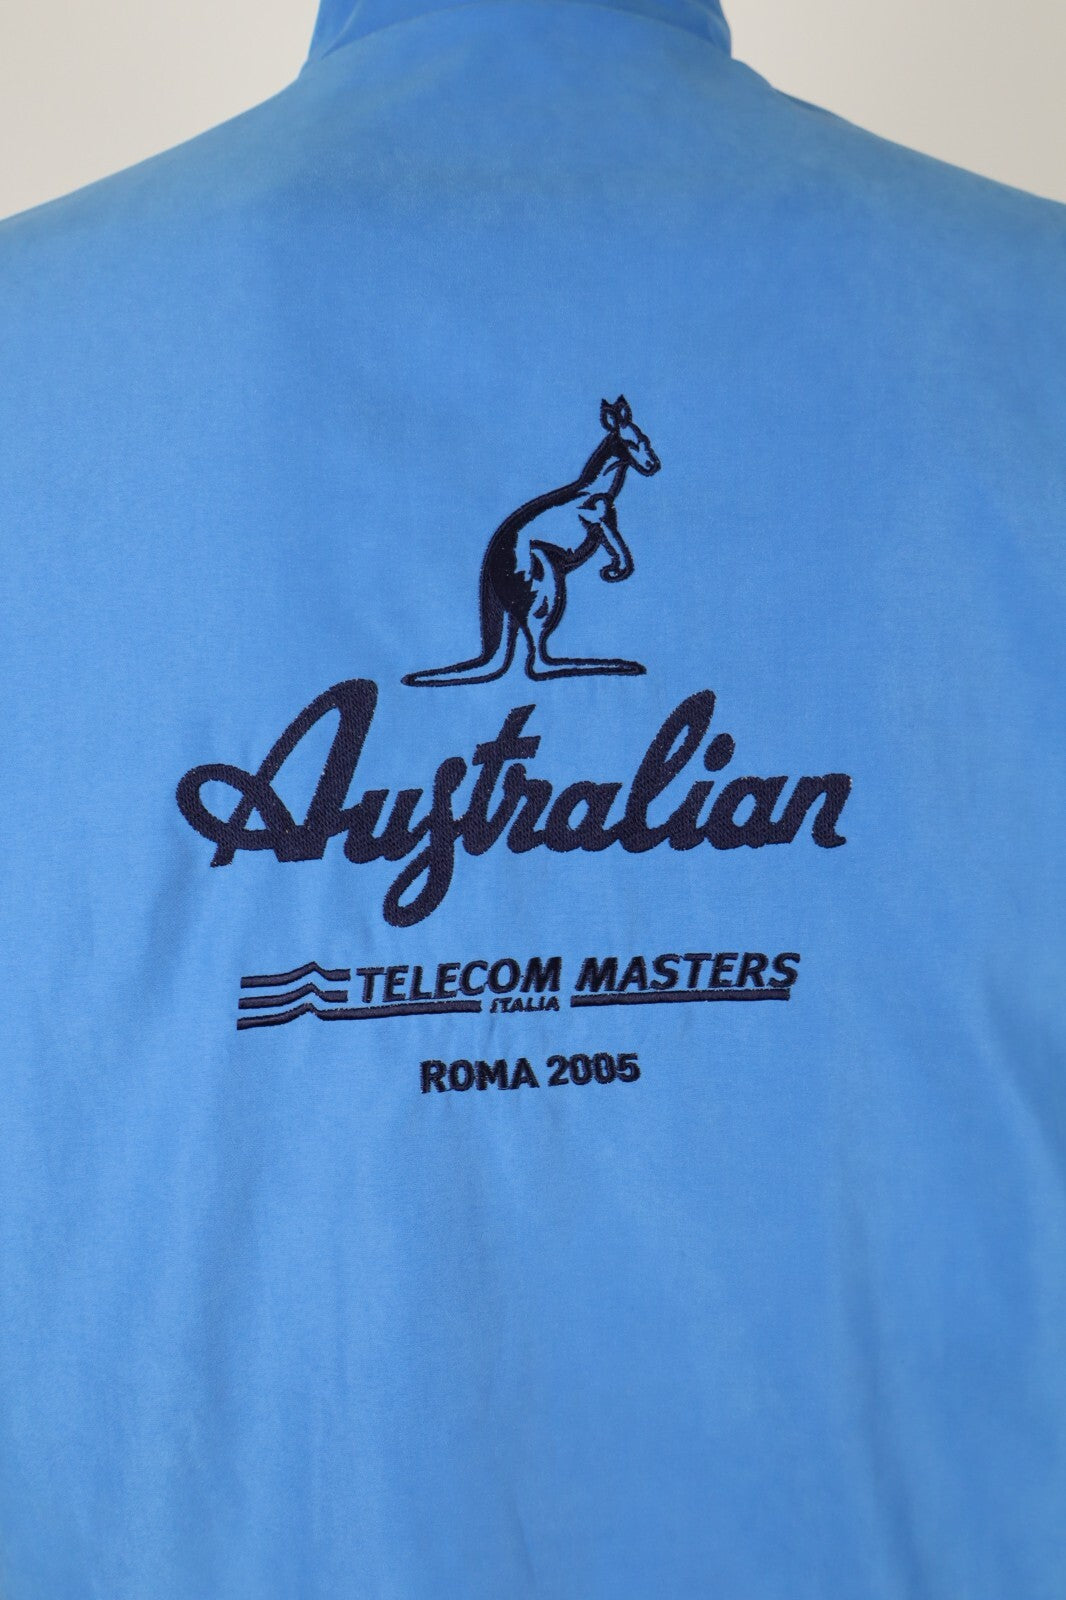 Australian
TELECOM MASTERS
ITALIA
ROMA 2005